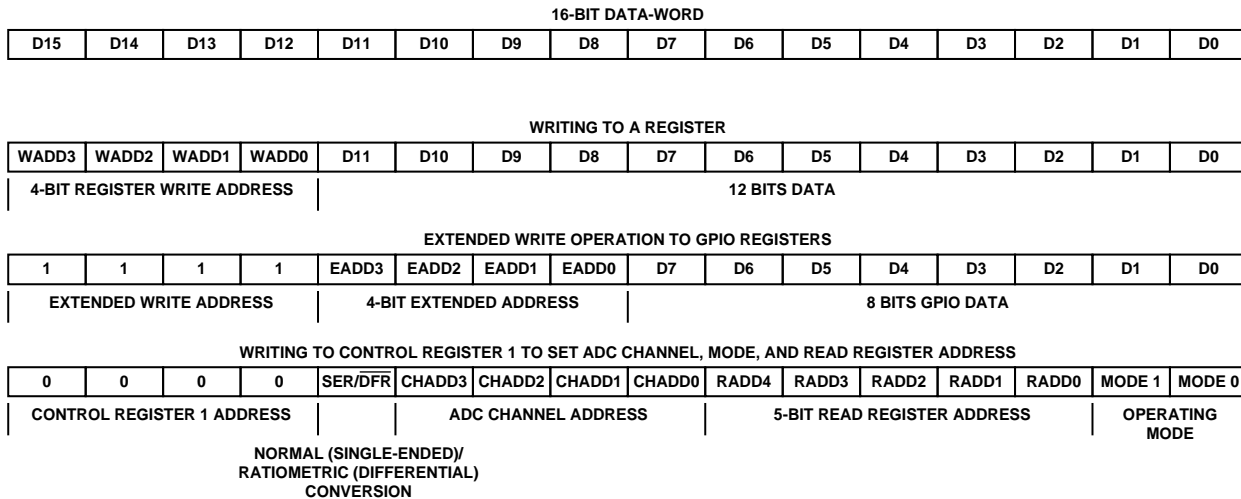 16-BIT DATA-WORD
D15 D14 D13 D12 D11 D10 D9 D8 D7 D6 D5 D4 D3 D2 D1 D0
WRITING TO A REGISTER
WADD3 WADD2 WADD1 WADD0 D11 D10 D9 D8 D7 D6 D5 D4 D3 D2 D1 D0
4-BIT REGISTER WRITE ADDRESS 12 BITS DATA
EXTENDED WRITE OPERATION TO GPIO REGISTERS
1 1 1 1 EADD3 EADD2 EADD1 EADD0 D7 D6 D5 D4 D3 D2 D1 D0
EXTENDED WRITE ADDRESS 4-BIT EXTENDED ADDRESS 8 BITS GPIO DATA
WRITING TO CONTROL REGISTER 1 TO SET ADC CHANNEL, MODE, AND READ REGISTER ADDRESS
0 0 0 0 SER/D̅F̅R̅ CHADD3 CHADD2 CHADD1 CHADD0 RADD4 RADD3 RADD2 RADD1 RADD0 MODE 1 MODE 0
CONTROL REGISTER 1 ADDRESS ADC CHANNEL ADDRESS 5-BIT READ REGISTER ADDRESS OPERATING
MODE
NORMAL (SINGLE-ENDED)/
RATIOMETRIC (DIFFERENTIAL)
CONVERSION